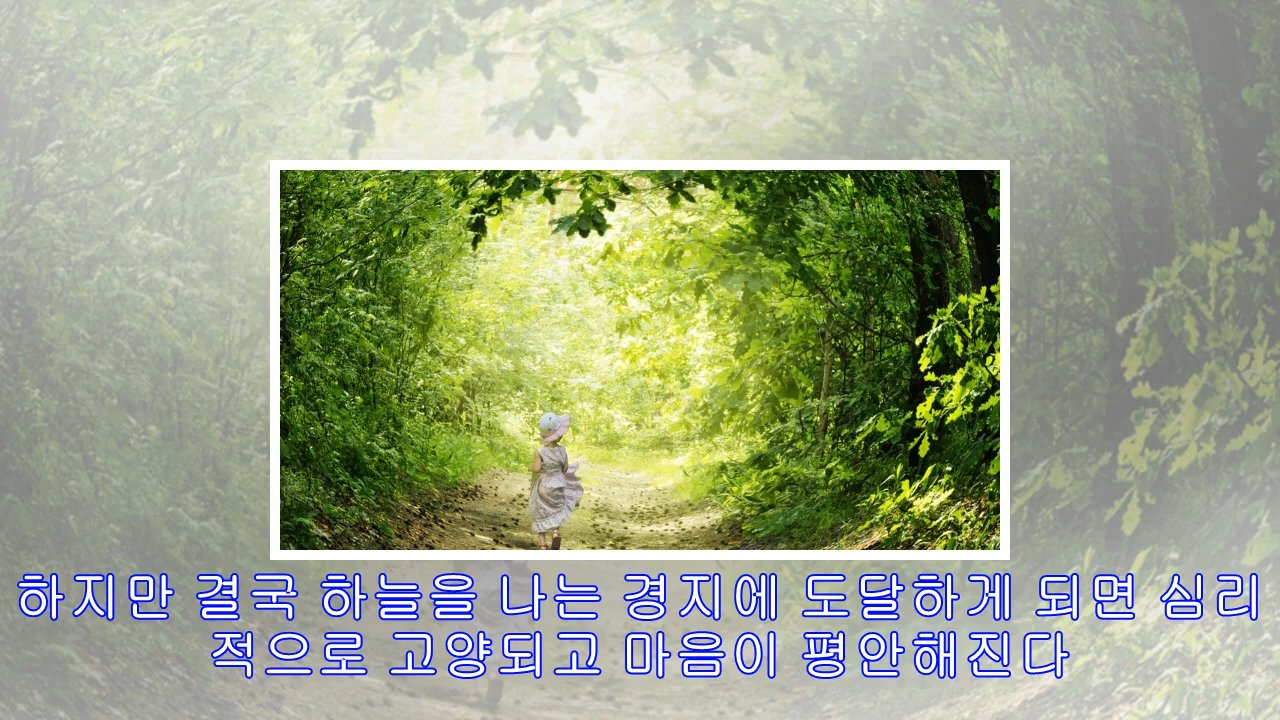 하지만 결국 하늘을 나는 경지에 도달하게 되면 심리
적으로 고양되고 마음이 평안해진다